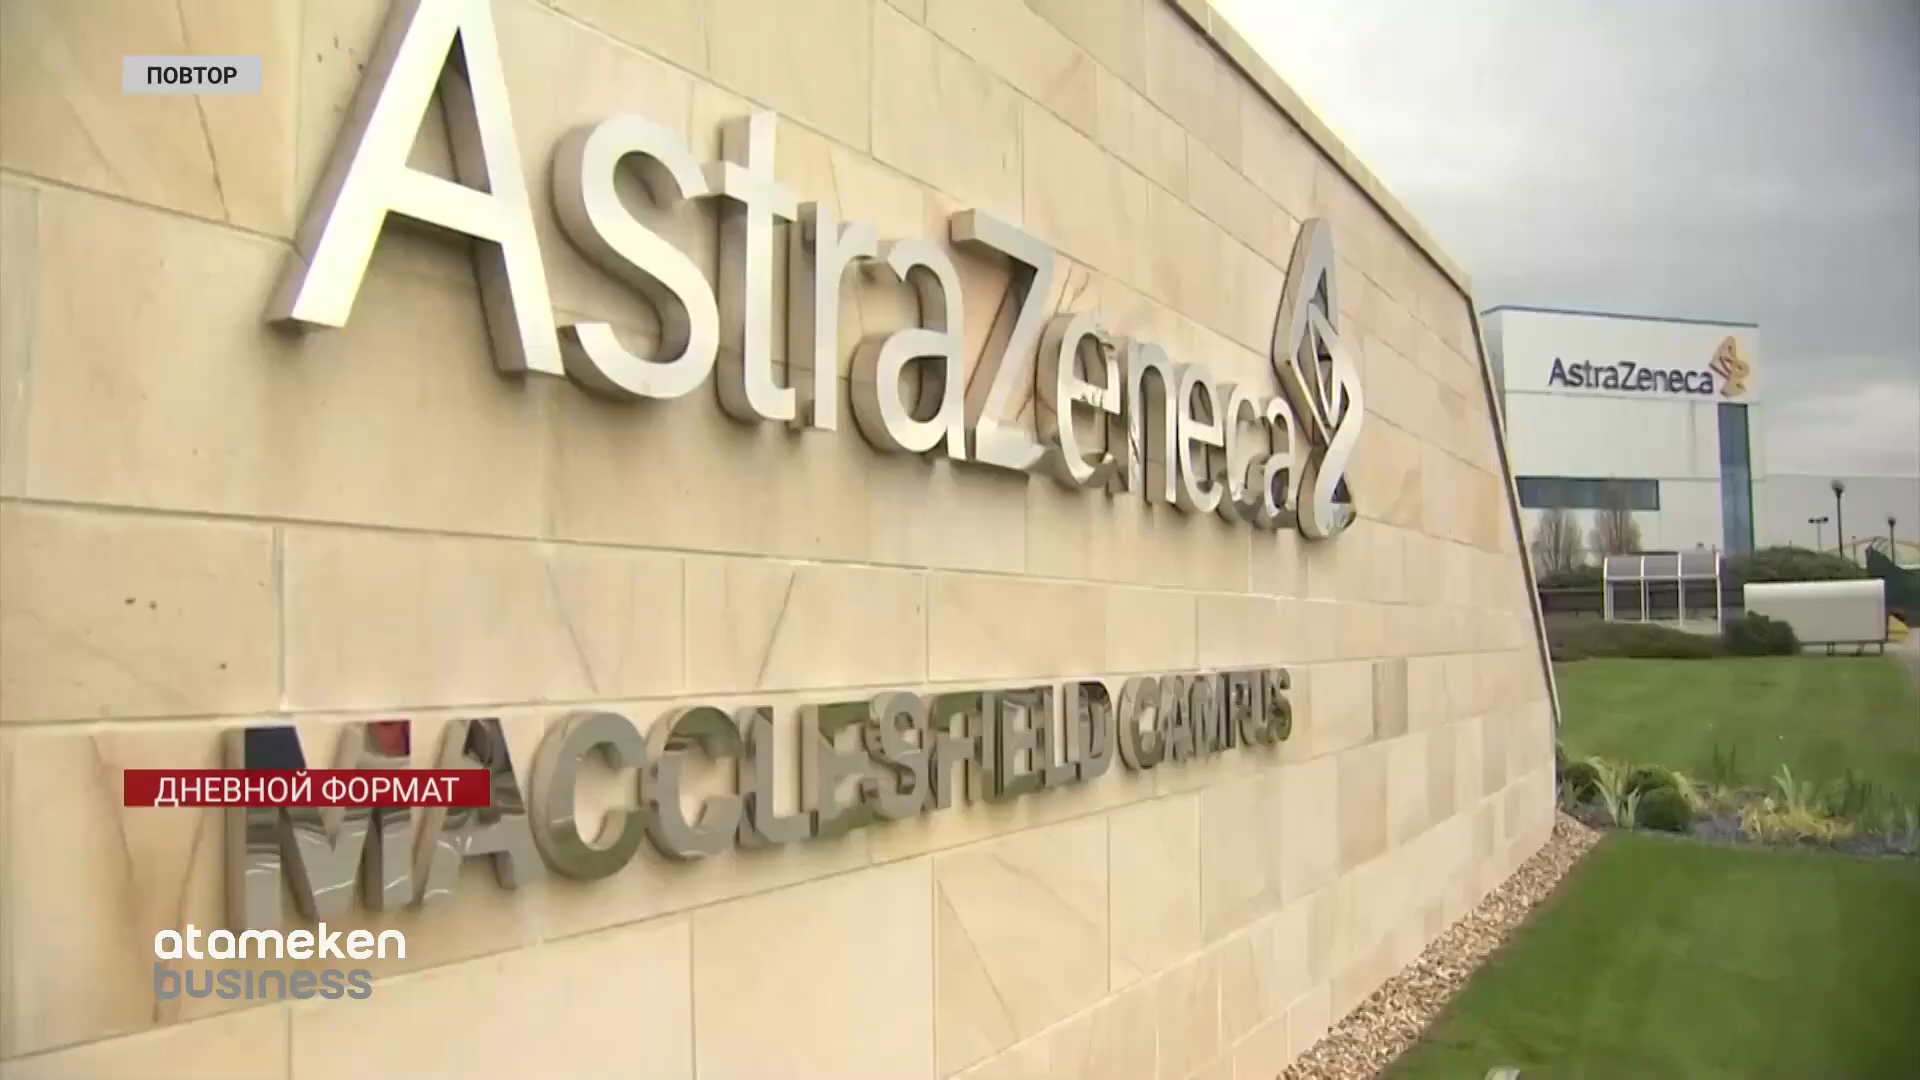 ПОВТОР
AstraZeneca
AstraZeneca
MACCLESFIELD CAMPUS
ДНЕВНОЙ ФОРМАТ
atameken
business